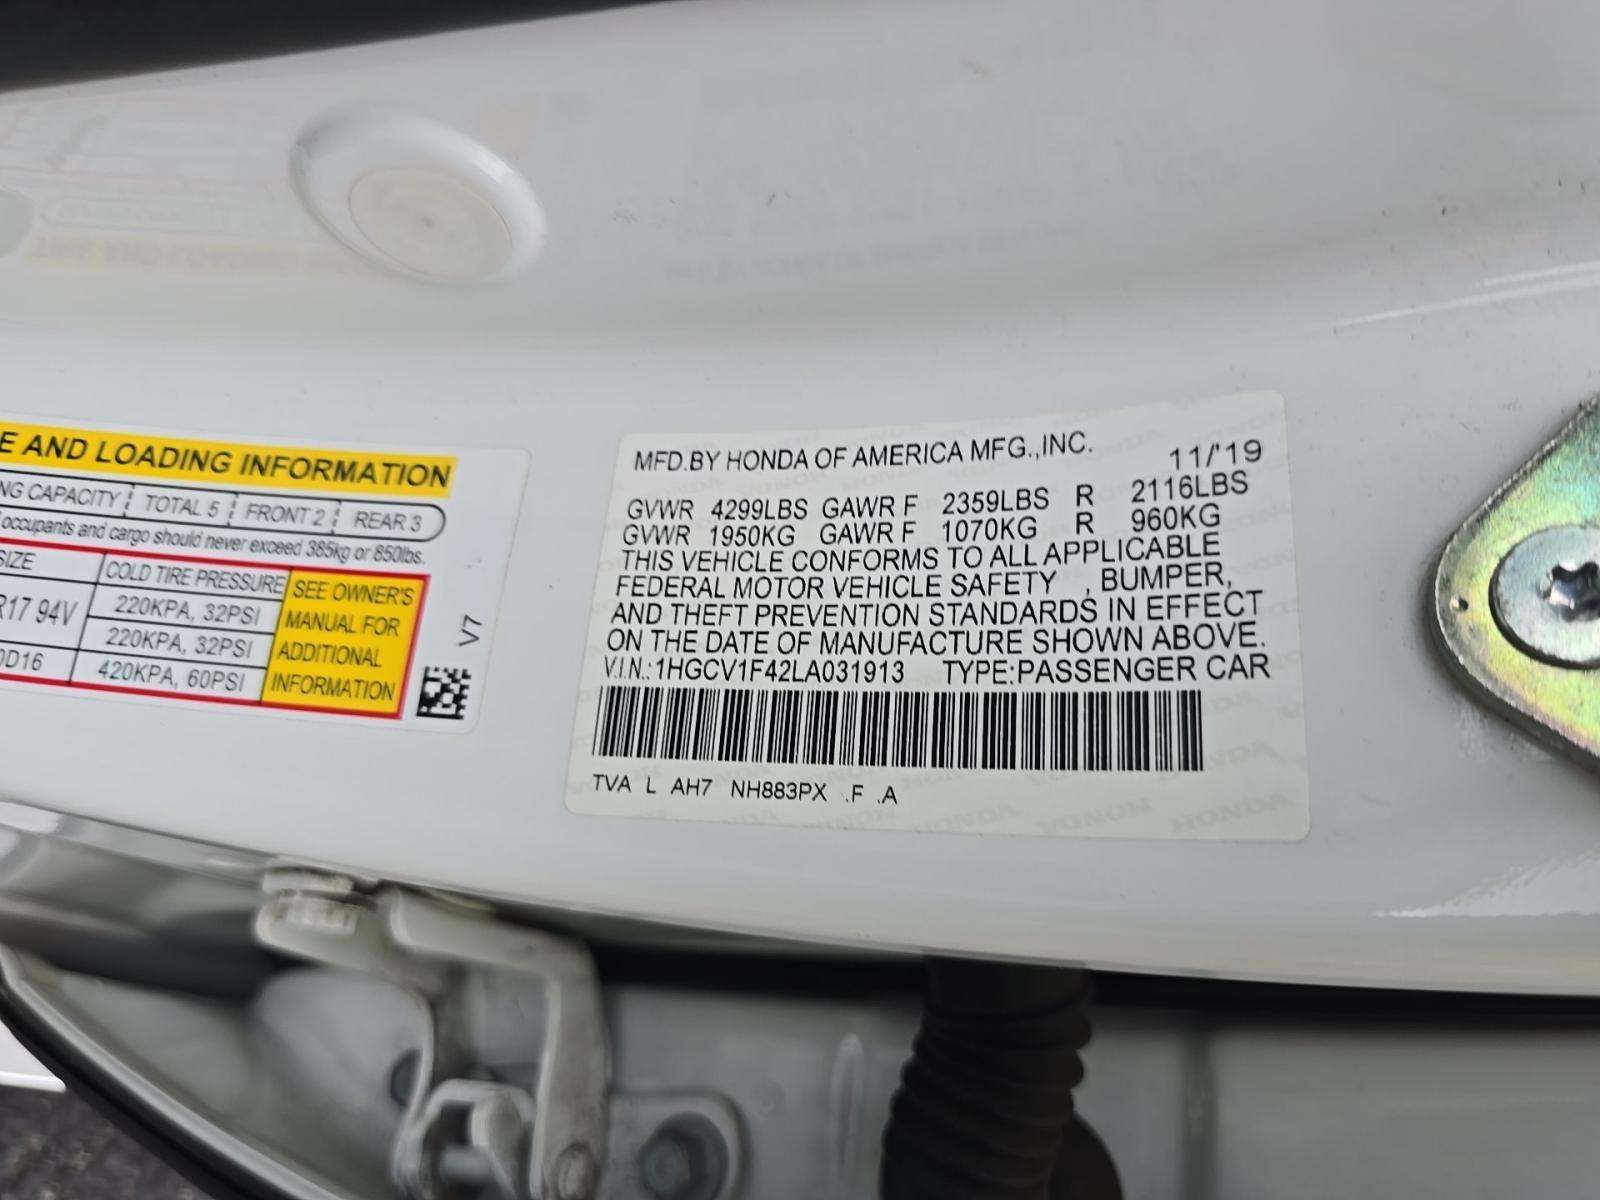 E AND LOADING INFORMATION
NG CAPACITY TOTAL 5 FRONT 2 REAR 3
occupants and cargo should never exceed 385kg or 850lbs.
SIZE COLD TIRE PRESSURE SEE OWNER'S
R17 94V 220KPA, 32PSI MANUAL FOR
220KPA, 32PSI ADDITIONAL
0D16 420KPA, 60PSI INFORMATION
V7
MFD.BY HONDA OF AMERICA MFG.,INC. 11/'19
GVWR 4299LBS GAWR F 2359LBS R 2116LBS
GVWR 1950KG GAWR F 1070KG R 960KG
THIS VEHICLE CONFORMS TO ALL APPLICABLE
FEDERAL MOTOR VEHICLE SAFETY , BUMPER,
AND THEFT PREVENTION STANDARDS IN EFFECT
ON THE DATE OF MANUFACTURE SHOWN ABOVE.
V.I.N.:1HGCV1F42LA031913 TYPE:PASSENGER CAR
TVA L AH7 NH883PX .F .A